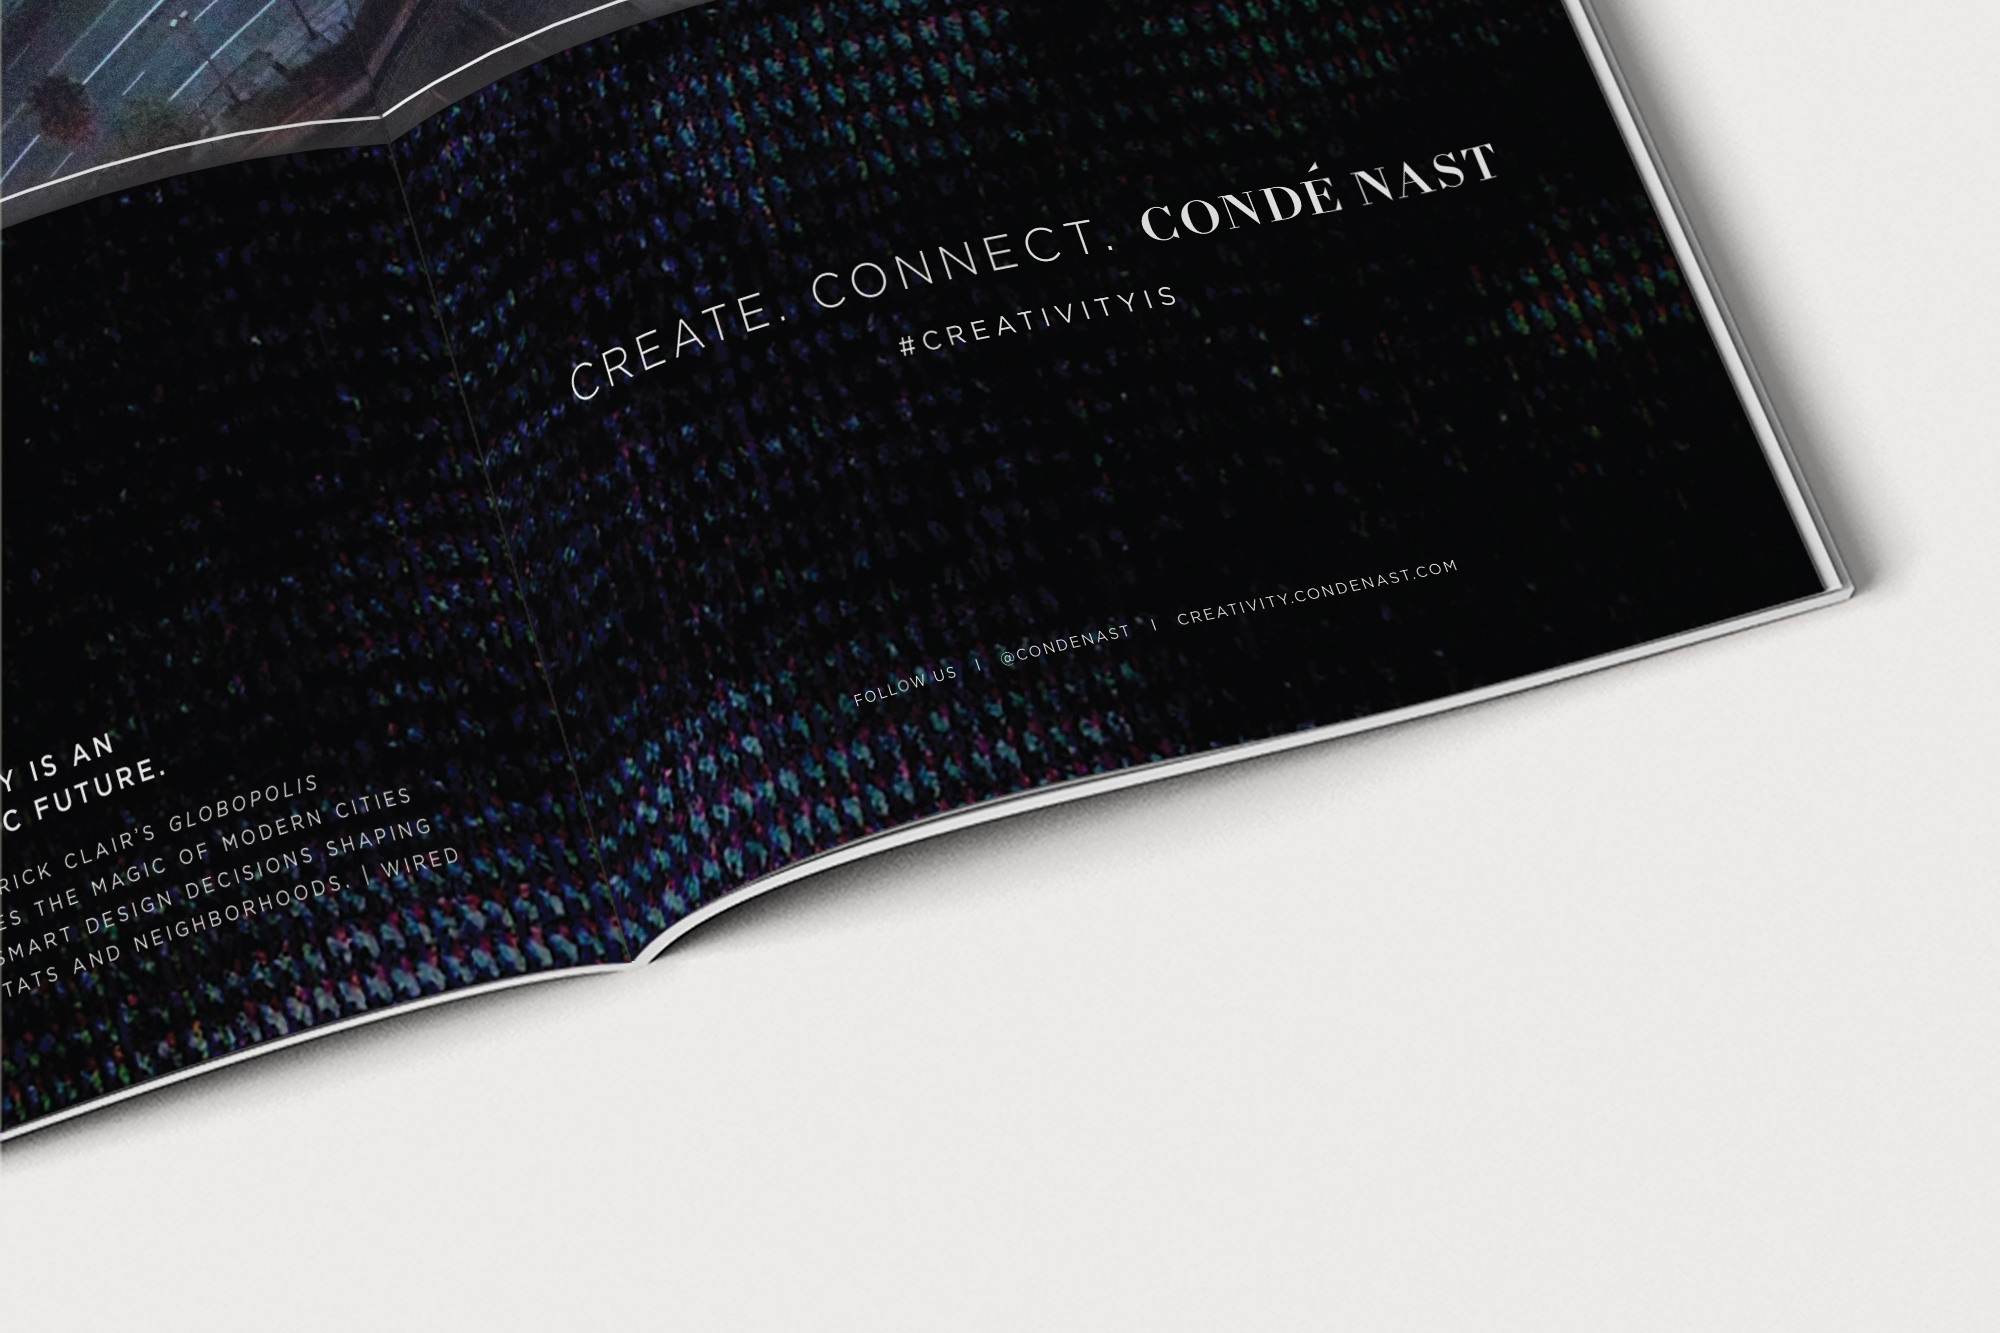 CREATE. CONNECT. CONDÉ NAST
#CREATIVITYIS
FOLLOW US | @CONDENAST | CREATIVITY.CONDENAST.COM
Y IS AN
C FUTURE.
RICK CLAIR'S GLOBOPOLIS
ES THE MAGIC OF MODERN CITIES
SMART DESIGN DECISIONS SHAPING
TATS AND NEIGHBORHOODS. | WIRED